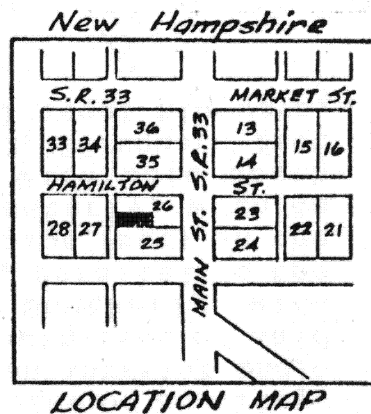 New Hampshire
S.R. 33
MARKET ST.
33 34
36
35
MAIN ST. S.R. 33
13
14
15 16
HAMILTON ST.
28 27
26
25
23
24
22 21
LOCATION MAP